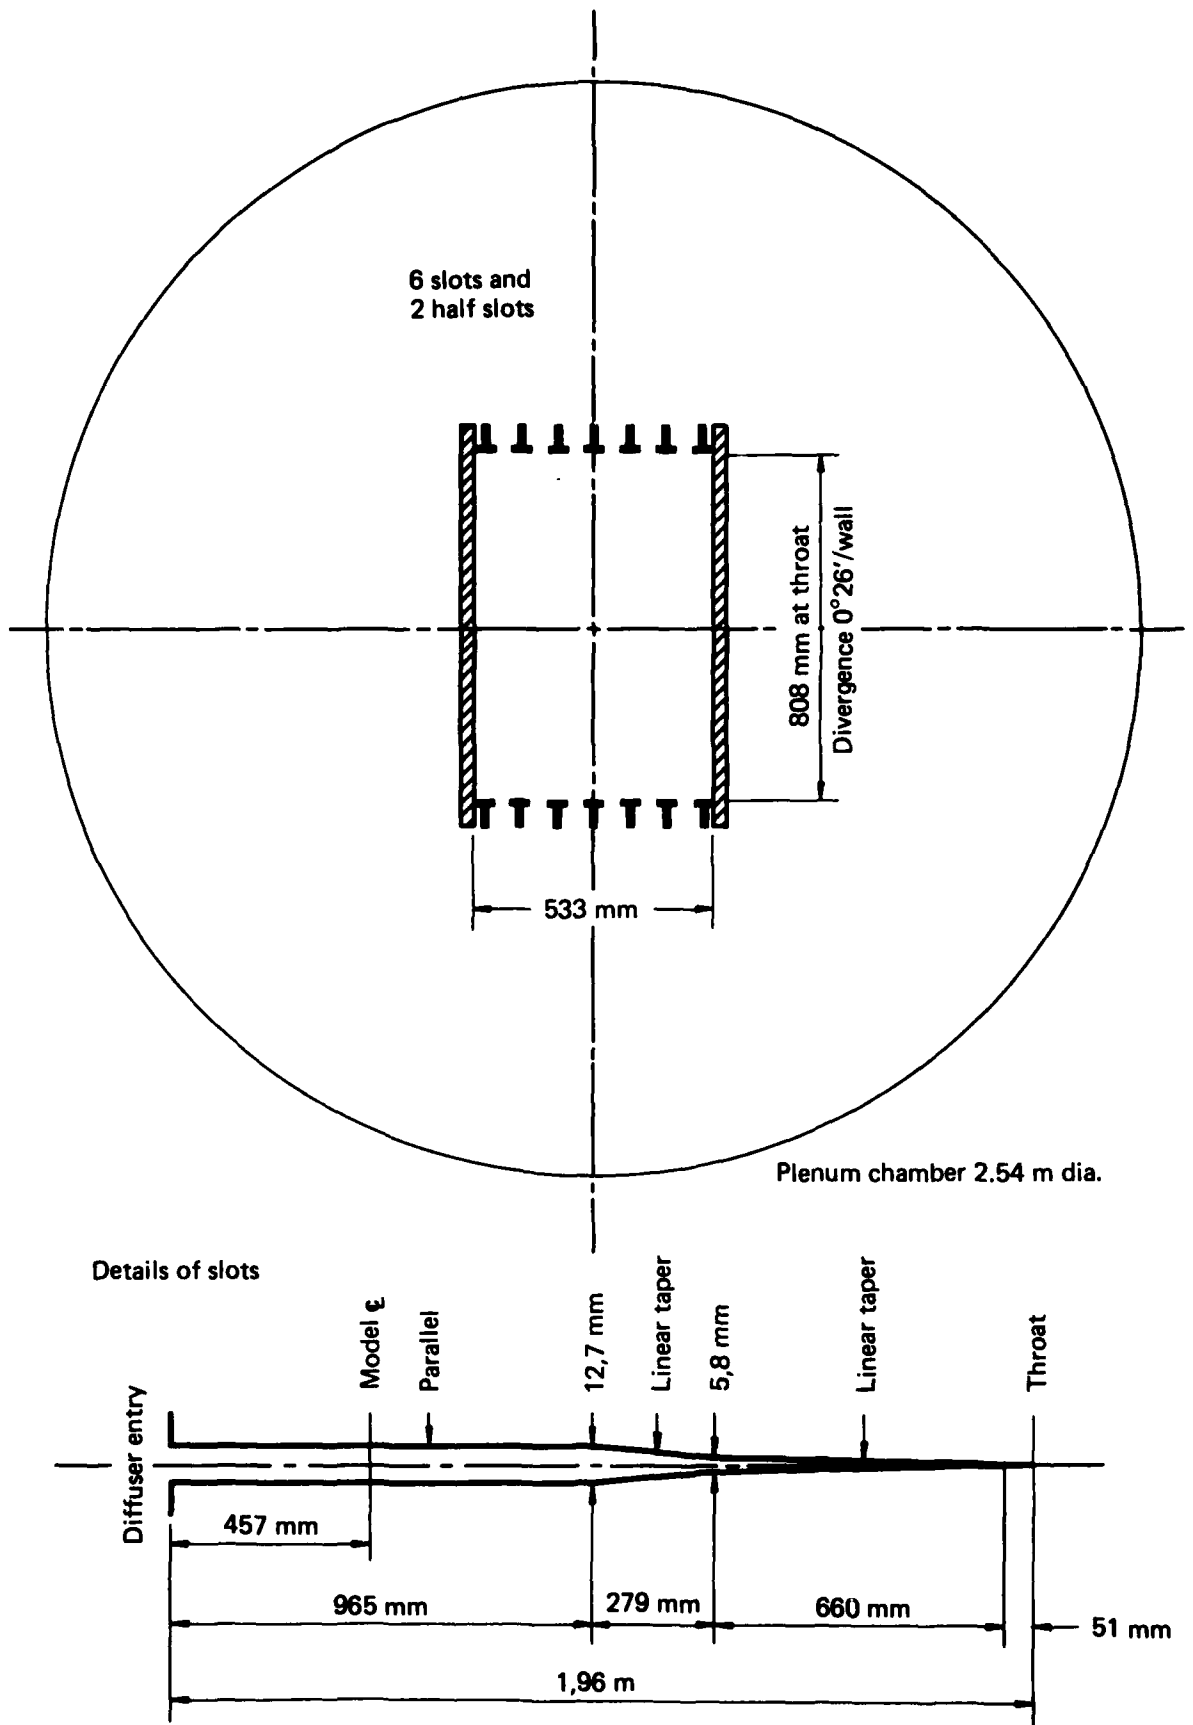 6 slots and
2 half slots
808 mm at throat
Divergence 0°26'/wall
533 mm
Plenum chamber 2.54 m dia.
Details of slots
Diffuser entry
Model ℄
Parallel
12,7 mm
Linear taper
5,8 mm
Linear taper
Throat
457 mm
965 mm
279 mm
660 mm
51 mm
1,96 m